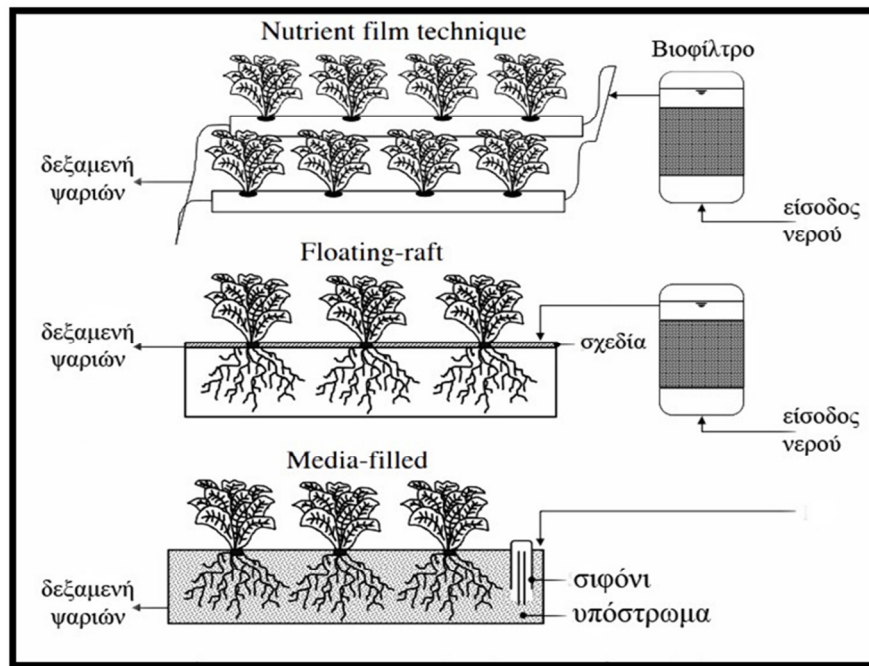 Nutrient film technique
Βιοφίλτρο
δεξαμενή
ψαριών
είσοδος
νερού
Floating-raft
δεξαμενή
ψαριών
σχεδία
είσοδος
νερού
Media-filled
σιφόνι
υπόστρωμα
δεξαμενή
ψαριών